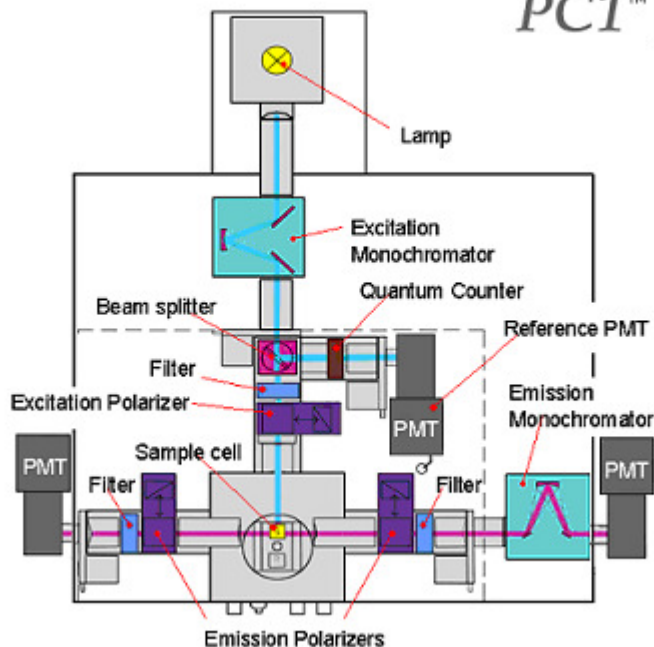 PCT™
Lamp
Excitation
Monochromator
Beam splitter
Quantum Counter
Reference PMT
Filter
Excitation Polarizer
Emission
Monochromator
PMT
Sample cell
PMT
PMT
Filter
Filter
Emission Polarizers